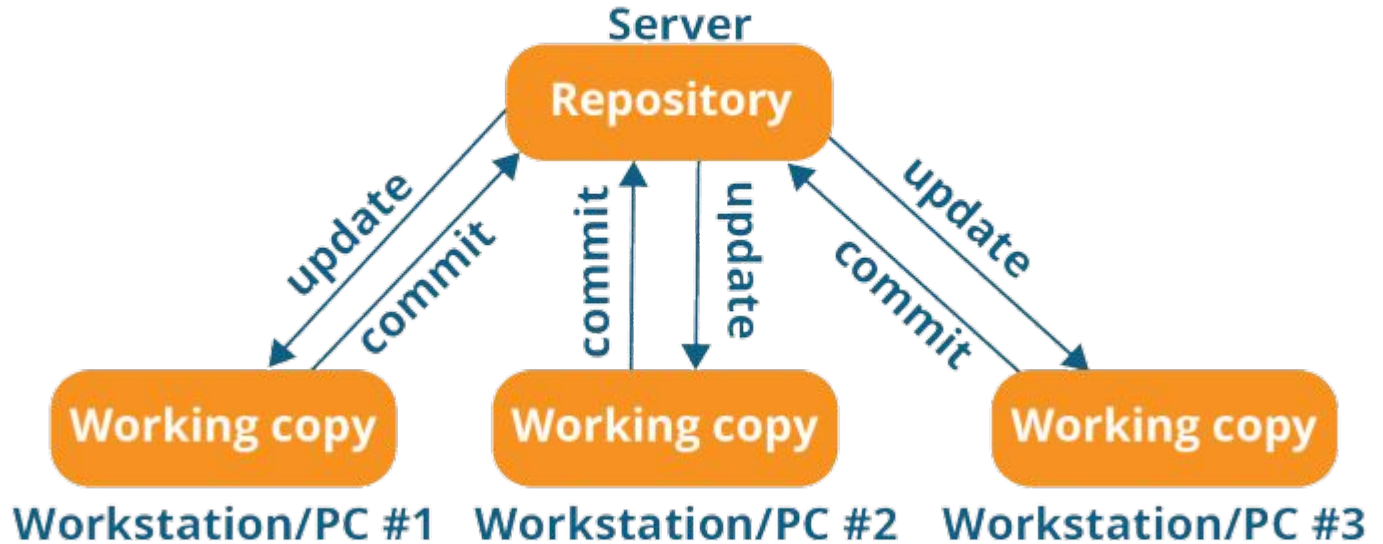 Server
Repository
update
commit
commit
update
update
commit
Working copy
Working copy
Working copy
Workstation/PC #1
Workstation/PC #2
Workstation/PC #3